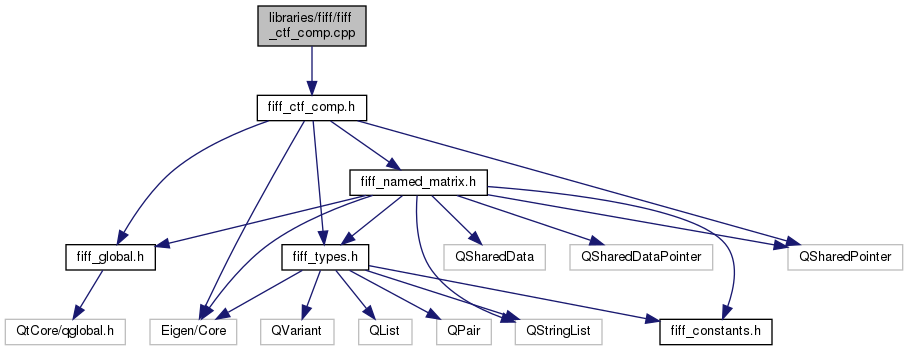 libraries/fiff/fiff
_ctf_comp.cpp
fiff_ctf_comp.h
fiff_named_matrix.h
fiff_global.h
fiff_types.h
QSharedData
QSharedDataPointer
QSharedPointer
QtCore/qglobal.h
Eigen/Core
QVariant
QList
QPair
QStringList
fiff_constants.h